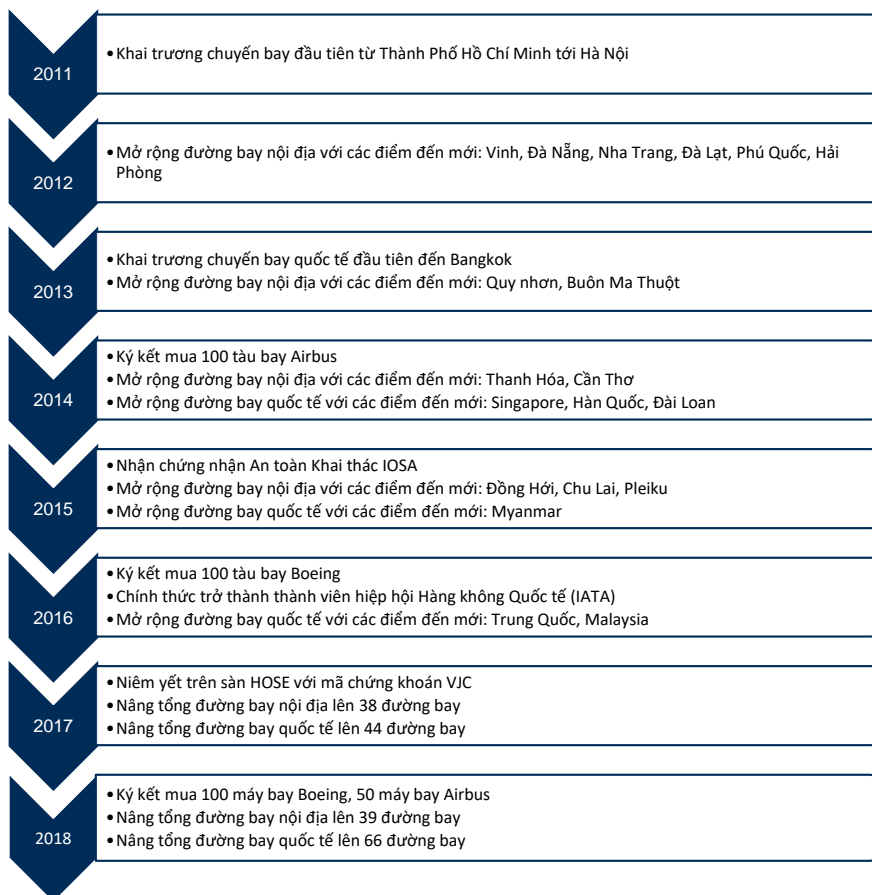 2011
•Khai trương chuyến bay đầu tiên từ Thành Phố Hồ Chí Minh tới Hà Nội
2012
•Mở rộng đường bay nội địa với các điểm đến mới: Vinh, Đà Nẵng, Nha Trang, Đà Lạt, Phú Quốc, Hải
Phòng
2013
•Khai trương chuyến bay quốc tế đầu tiên đến Bangkok
•Mở rộng đường bay nội địa với các điểm đến mới: Quy nhơn, Buôn Ma Thuột
2014
•Ký kết mua 100 tàu bay Airbus
•Mở rộng đường bay nội địa với các điểm đến mới: Thanh Hóa, Cần Thơ
•Mở rộng đường bay quốc tế với các điểm đến mới: Singapore, Hàn Quốc, Đài Loan
2015
•Nhận chứng nhận An toàn Khai thác IOSA
•Mở rộng đường bay nội địa với các điểm đến mới: Đồng Hới, Chu Lai, Pleiku
•Mở rộng đường bay quốc tế với các điểm đến mới: Myanmar
2016
•Ký kết mua 100 tàu bay Boeing
•Chính thức trở thành thành viên hiệp hội Hàng không Quốc tế (IATA)
•Mở rộng đường bay quốc tế với các điểm đến mới: Trung Quốc, Malaysia
2017
•Niêm yết trên sàn HOSE với mã chứng khoán VJC
•Nâng tổng đường bay nội địa lên 38 đường bay
•Nâng tổng đường bay quốc tế lên 44 đường bay
2018
•Ký kết mua 100 máy bay Boeing, 50 máy bay Airbus
•Nâng tổng đường bay nội địa lên 39 đường bay
•Nâng tổng đường bay quốc tế lên 66 đường bay